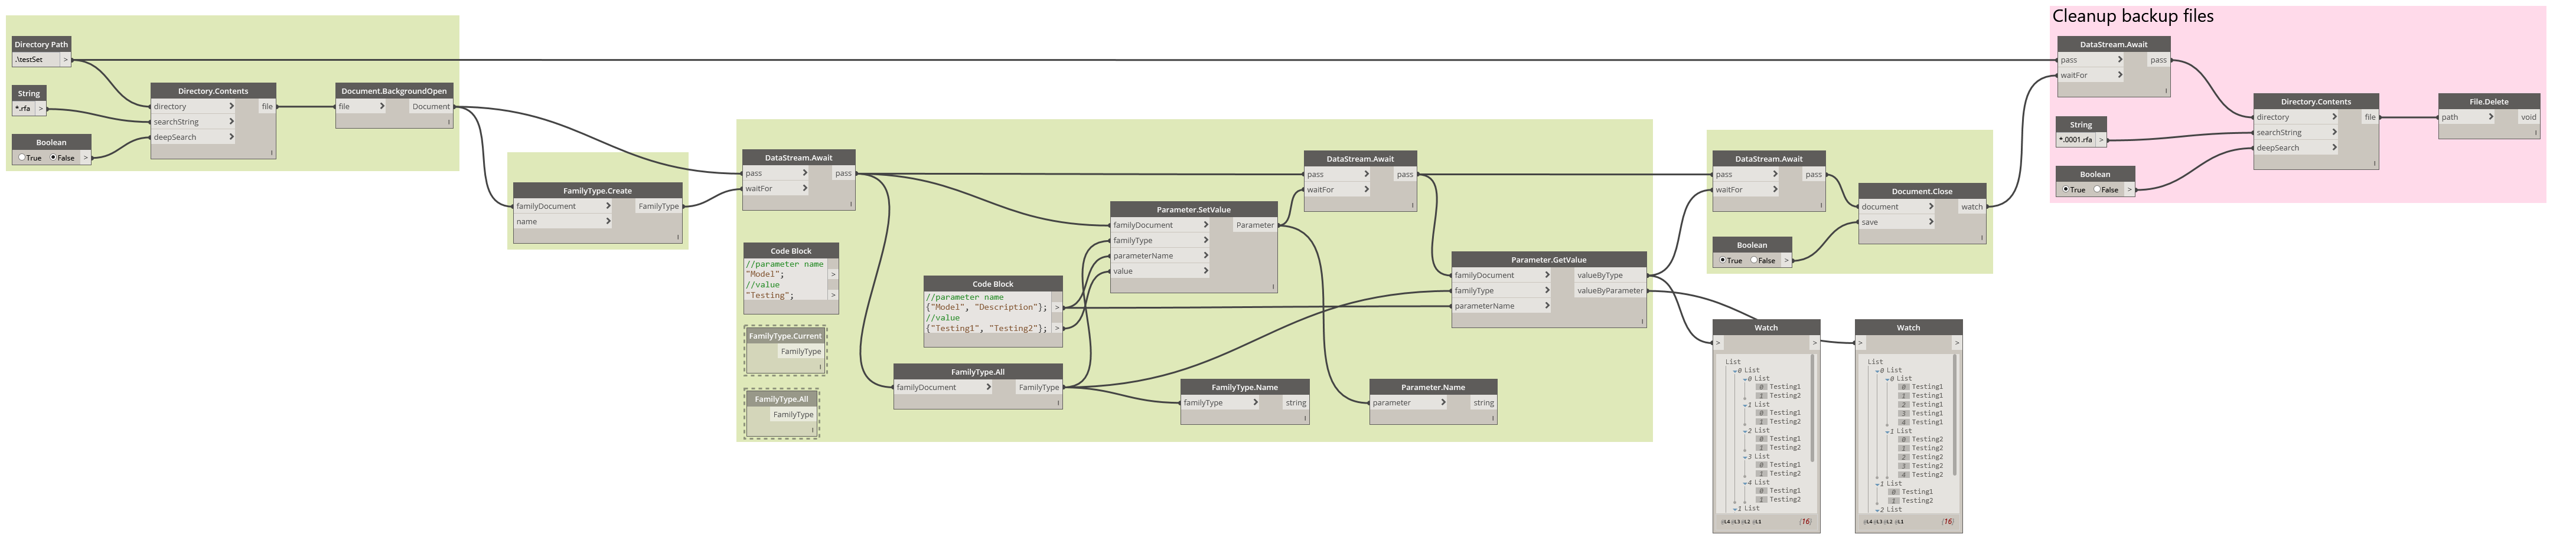 Directory Path
.\testSet >
String
*.rfa >
Boolean
True False >
Directory.Contents
directory > file
searchString >
deepSearch >
Document.BackgroundOpen
file > Document
FamilyType.Create
familyDocument > FamilyType
name
DataStream.Await
pass > pass
waitFor >
Code Block
//parameter name
"Model"; >
//value
"Testing"; >
FamilyType.Current
FamilyType
FamilyType.All
FamilyType
Code Block
//parameter name
{"Model", "Description"}; >
//value
{"Testing1", "Testing2"}; >
FamilyType.All
familyDocument > FamilyType
Parameter.SetValue
familyDocument > Parameter
familyType >
parameterName >
value >
FamilyType.Name
familyType > string
DataStream.Await
pass > pass
waitFor >
Parameter.Name
parameter > string
Parameter.GetValue
familyDocument > valueByType
familyType > valueByParameter
parameterName >
DataStream.Await
pass > pass
waitFor >
Boolean
True False >
Document.Close
document > watch
save >
Watch
> >
List
0 List
0 List
0 Testing1
1 Testing2
1 List
0 Testing1
1 Testing2
2 List
0 Testing1
1 Testing2
3 List
0 Testing1
1 Testing2
4 List
0 Testing1
1 Testing2
1 List
@L4 @L3 @L2 @L1 {16}
Watch
> >
List
0 List
0 List
0 Testing1
1 Testing1
2 Testing1
3 Testing1
4 Testing1
1 List
0 Testing2
1 Testing2
2 Testing2
3 Testing2
4 Testing2
1 List
0 Testing1
1 Testing2
2 List
@L4 @L3 @L2 @L1 {16}
Cleanup backup files
DataStream.Await
pass > pass
waitFor >
String
*.0001.rfa >
Boolean
True False >
Directory.Contents
directory > file
searchString >
deepSearch >
File.Delete
path > void